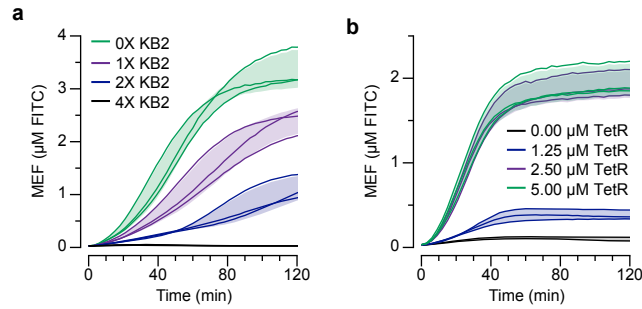 a
MEF (µM FITC)
4
3
2
1
0
0X KB2
1X KB2
2X KB2
4X KB2
0 40 80 120
Time (min)
b
MEF (µM FITC)
2
1
0
0.00 µM TetR
1.25 µM TetR
2.50 µM TetR
5.00 µM TetR
0 40 80 120
Time (min)